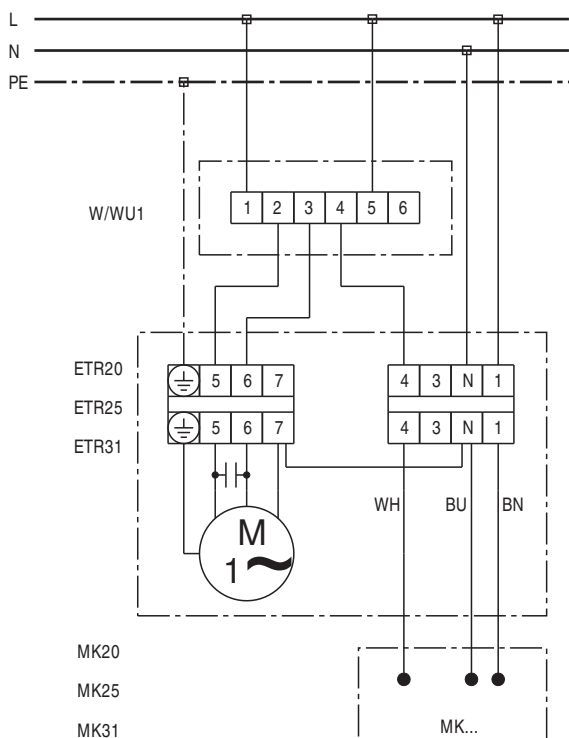 L
N
PE
W/WU1
1 2 3 4 5 6
ETR20
5 6 7 4 3 N 1
ETR25
5 6 7 4 3 N 1
ETR31
WH BU BN
M
1~
MK20
MK25
MK31
MK...